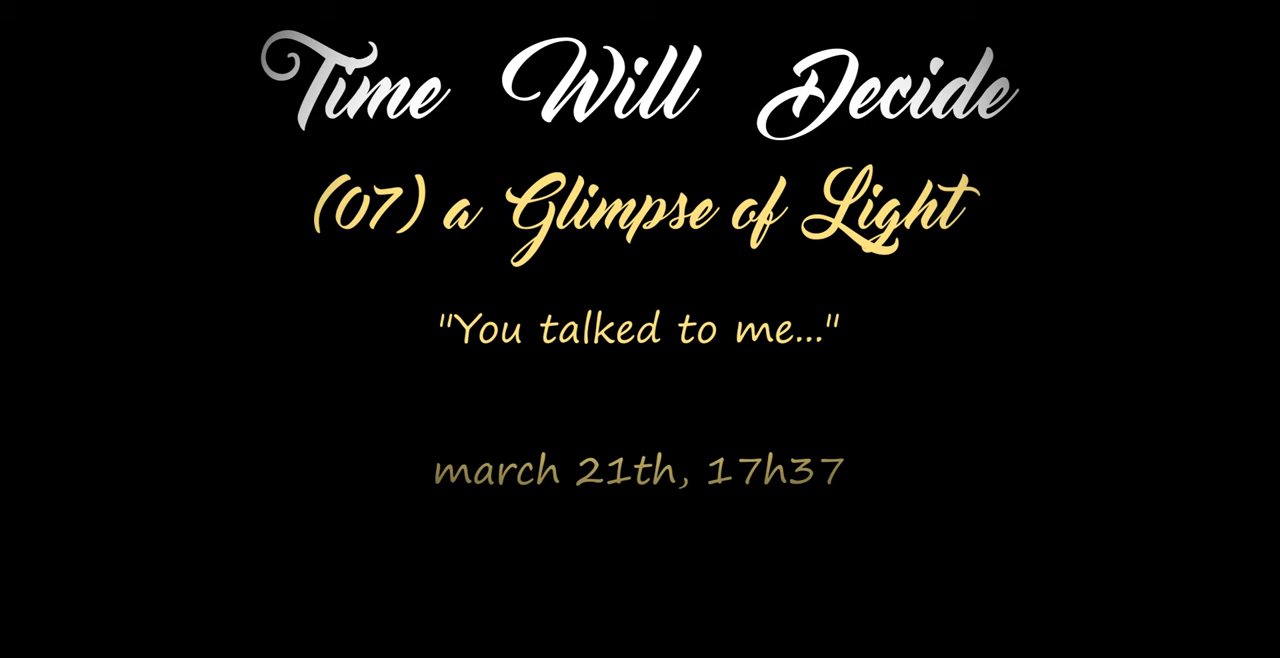 Time Will Decide
(07) a Glimpse of Light
"You talked to me..."
march 21th, 17h37